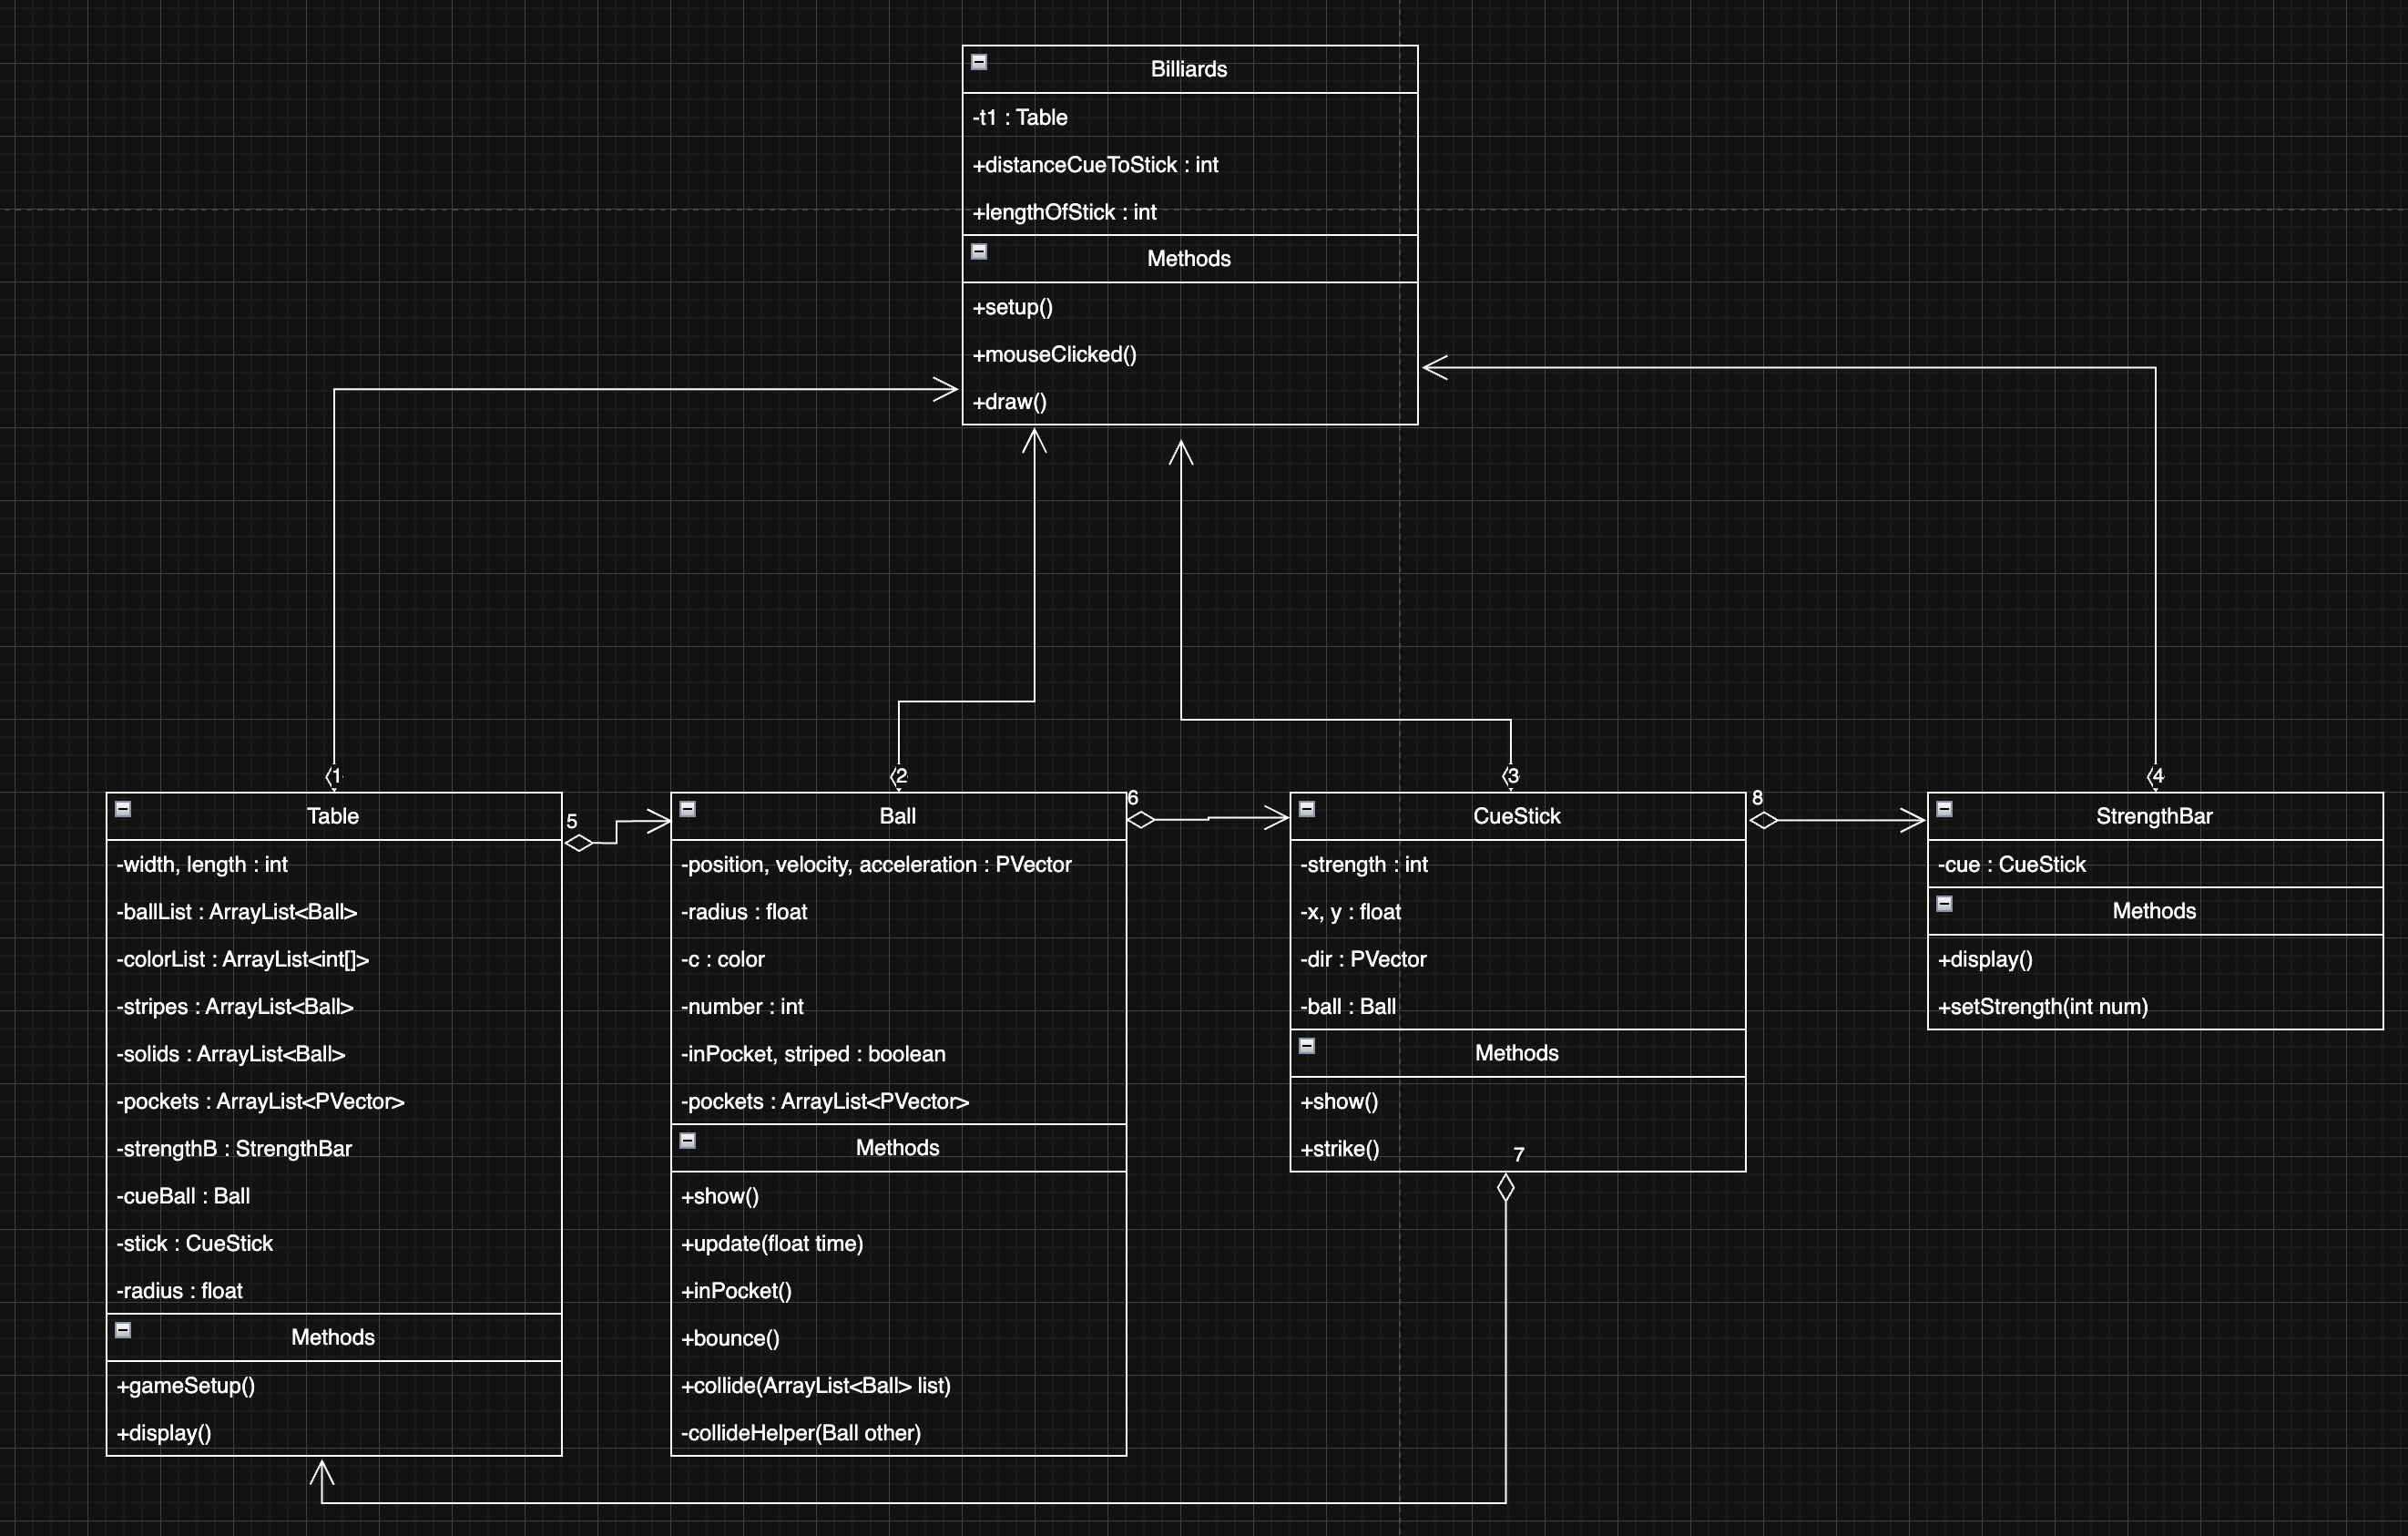 Billiards
-t1 : Table
+distanceCueToStick : int
+lengthOfStick : int
Methods
+setup()
+mouseClicked()
+draw()
1
2
3
4
5
6
8
Table
-width, length : int
-ballList : ArrayList<Ball>
-colorList : ArrayList<int[]>
-stripes : ArrayList<Ball>
-solids : ArrayList<Ball>
-pockets : ArrayList<PVector>
-strengthB : StrengthBar
-cueBall : Ball
-stick : CueStick
-radius : float
Methods
+gameSetup()
+display()
Ball
-position, velocity, acceleration : PVector
-radius : float
-c : color
-number : int
-inPocket, striped : boolean
-pockets : ArrayList<PVector>
Methods
+show()
+update(float time)
+inPocket()
+bounce()
+collide(ArrayList<Ball> list)
-collideHelper(Ball other)
CueStick
-strength : int
-x, y : float
-dir : PVector
-ball : Ball
Methods
+show()
+strike()
7
StrengthBar
-cue : CueStick
Methods
+display()
+setStrength(int num)